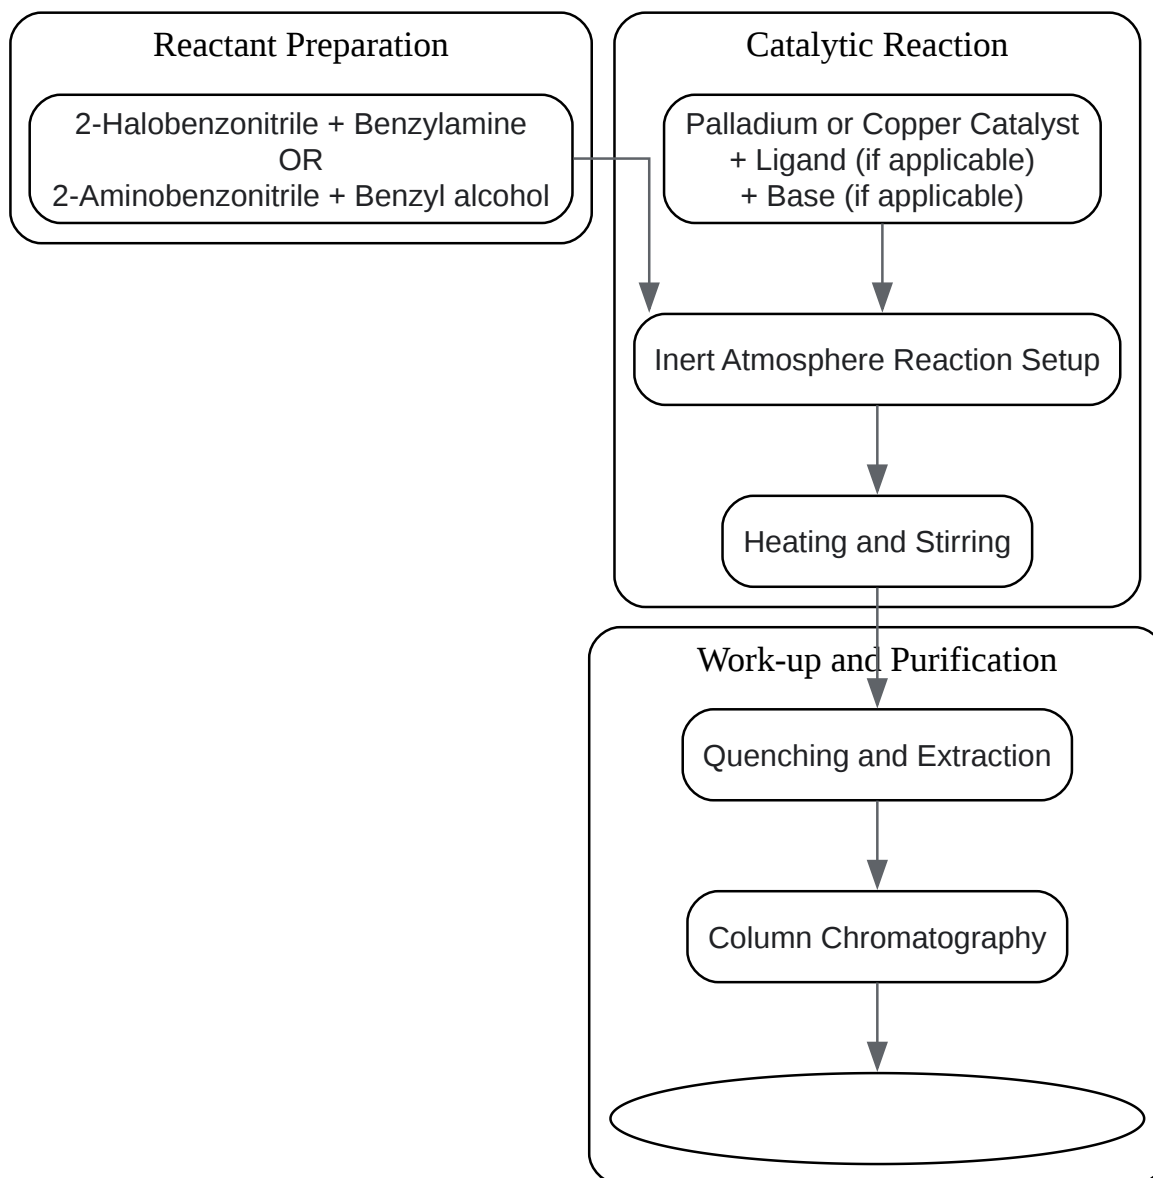 Reactant Preparation
2-Halobenzonitrile + Benzylamine
OR
2-Aminobenzonitrile + Benzyl alcohol
Catalytic Reaction
Palladium or Copper Catalyst
+ Ligand (if applicable)
+ Base (if applicable)
Inert Atmosphere Reaction Setup
Heating and Stirring
Work-up and Purification
Quenching and Extraction
Column Chromatography